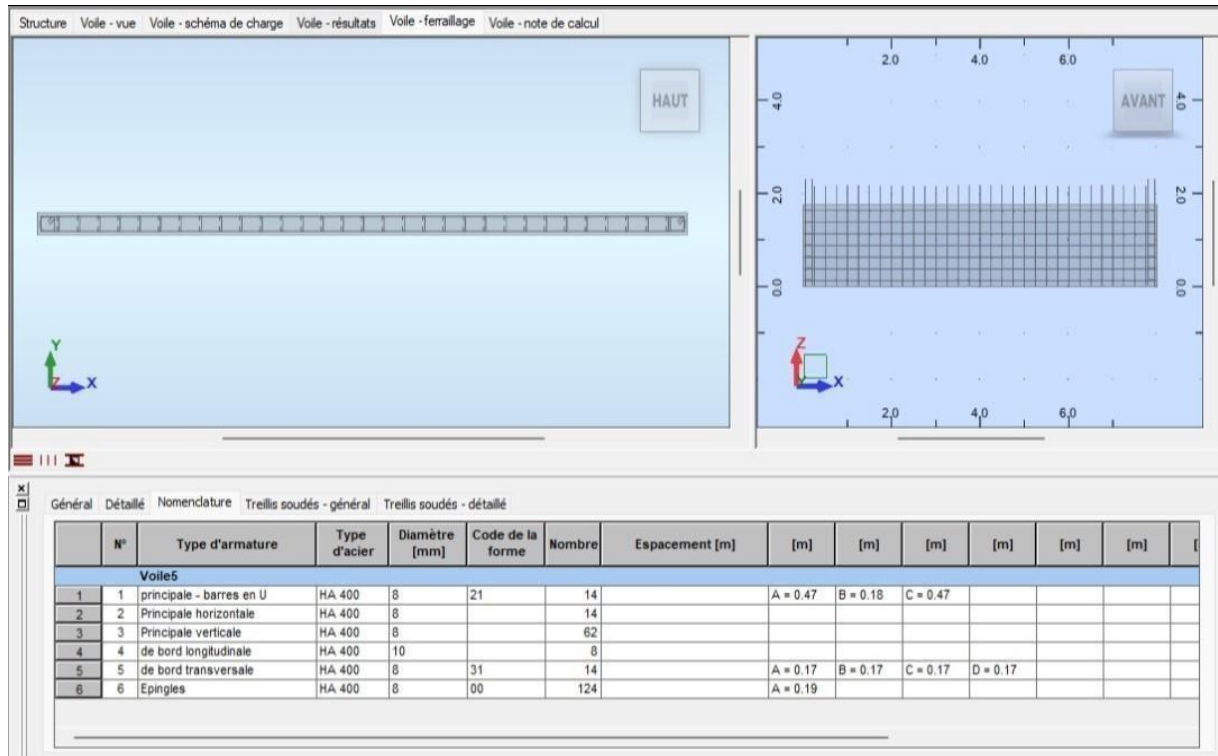 Structure Voile - vue Voile - schéma de charge Voile - résultats Voile - ferraillage Voile - note de calcul
HAUT
Y
Z
X
2.0 4.0 6.0
4.0 AVANT 4.0
2.0 2.0
0.0 0.0
Z
Y
X
2,0 4,0 6,0
Général Détaillé Nomenclature Treillis soudés - général Treillis soudés - détaillé
N° Type d'armature Type d'acier Diamètre [mm] Code de la forme Nombre Espacement [m] [m] [m] [m] [m] [m] [m] [
Voile5
1 1 principale - barres en U HA 400 8 21 14 A = 0.47 B = 0.18 C = 0.47
2 2 Principale horizontale HA 400 8 14
3 3 Principale verticale HA 400 8 62
4 4 de bord longitudinale HA 400 10 8
5 5 de bord transversale HA 400 8 31 14 A = 0.17 B = 0.17 C = 0.17 D = 0.17
6 6 Epingles HA 400 8 00 124 A = 0.19